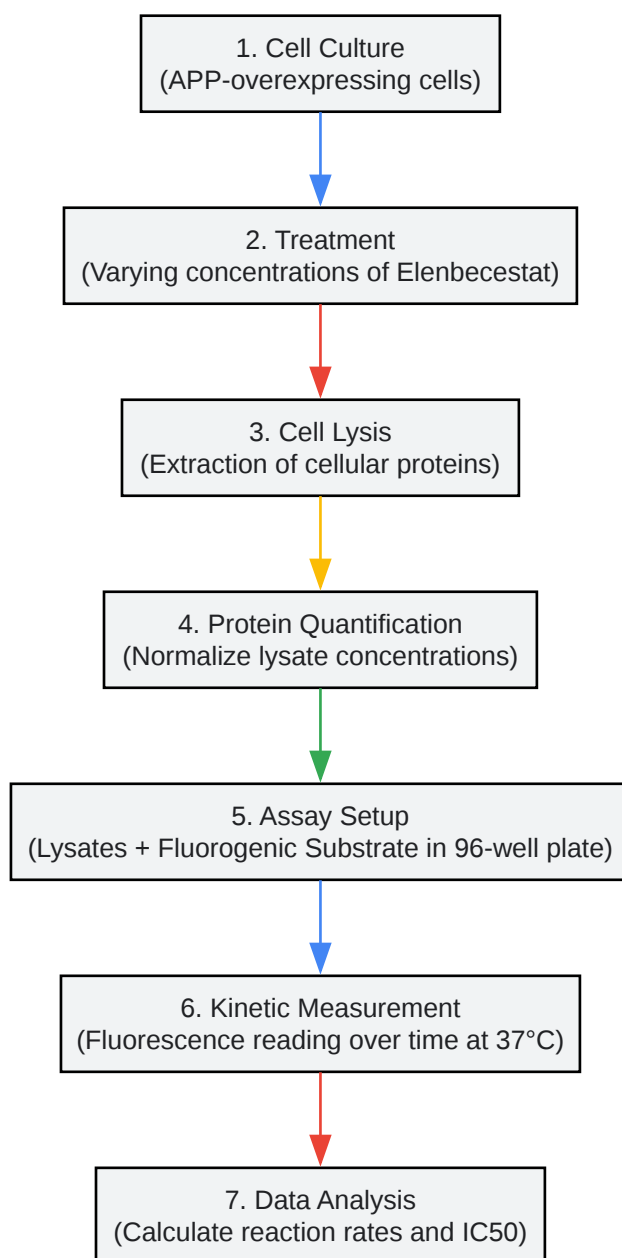 1. Cell Culture
(APP-overexpressing cells)
2. Treatment
(Varying concentrations of Elenbecestat)
3. Cell Lysis
(Extraction of cellular proteins)
4. Protein Quantification
(Normalize lysate concentrations)
5. Assay Setup
(Lysates + Fluorogenic Substrate in 96-well plate)
6. Kinetic Measurement
(Fluorescence reading over time at 37°C)
7. Data Analysis
(Calculate reaction rates and IC50)